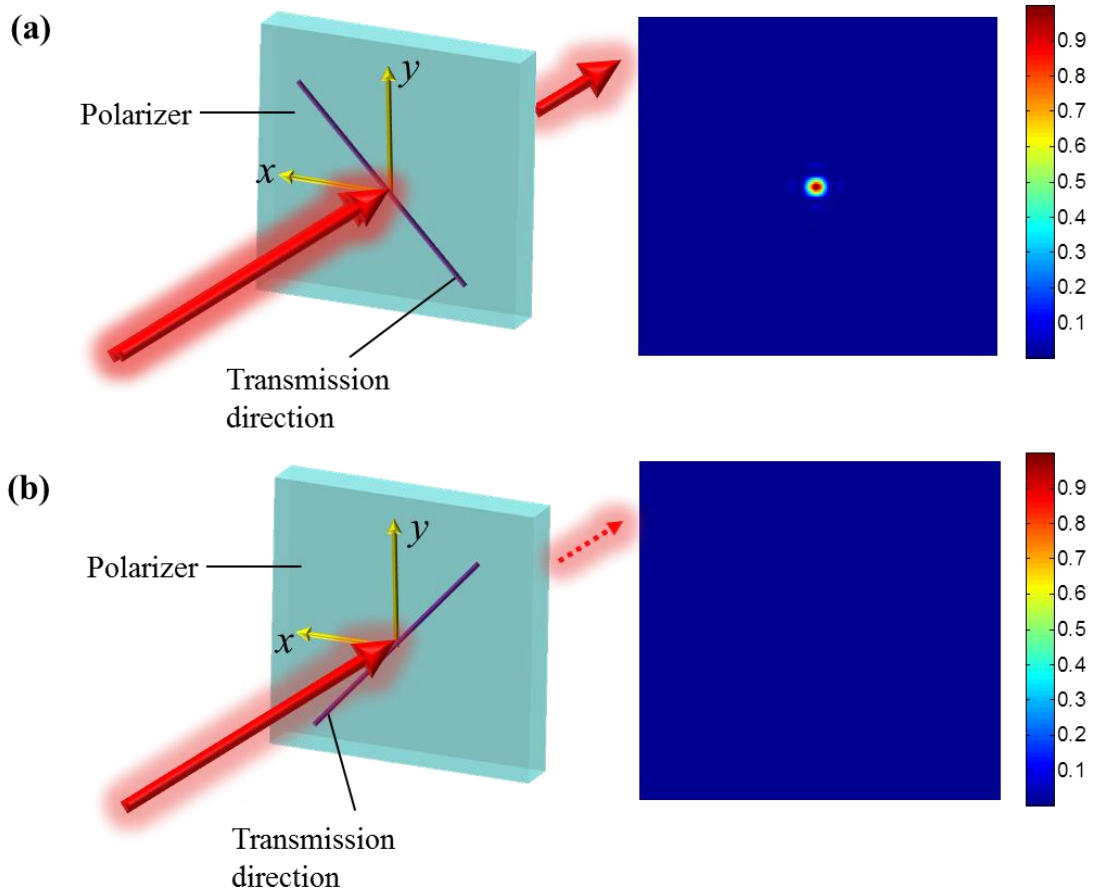 (a)
Polarizer
y
x
Transmission
direction
0.9
0.8
0.7
0.6
0.5
0.4
0.3
0.2
0.1
(b)
Polarizer
y
x
Transmission
direction
0.9
0.8
0.7
0.6
0.5
0.4
0.3
0.2
0.1